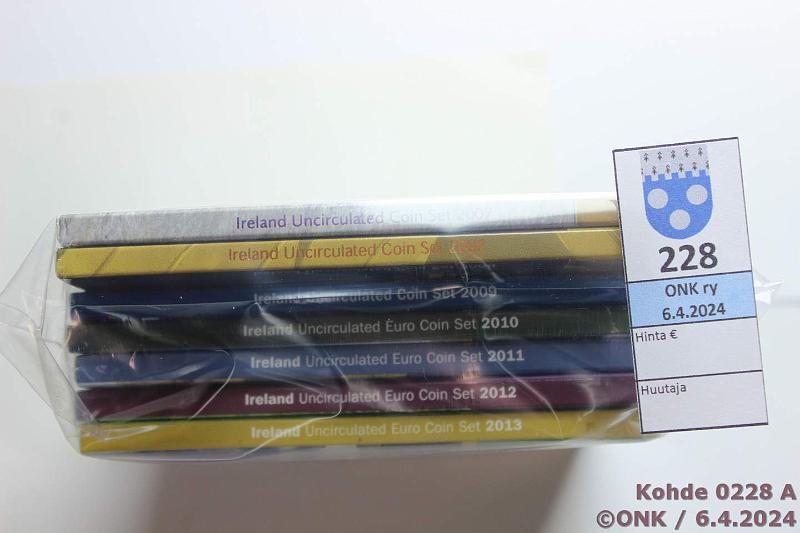 Ireland Uncirculated Coin Set 2007
Ireland Uncirculated Coin Set
Ireland Uncirculated Coin Set 2009
Ireland Uncirculated Euro Coin Set 2010
Ireland Uncirculated Euro Coin Set 2011
Ireland Uncirculated Euro Coin Set 2012
Ireland Uncirculated Euro Coin Set 2013
228
ONK ry
6.4.2024
Hinta €
Huutaja
Kohde 0228 A
©ONK / 6.4.2024